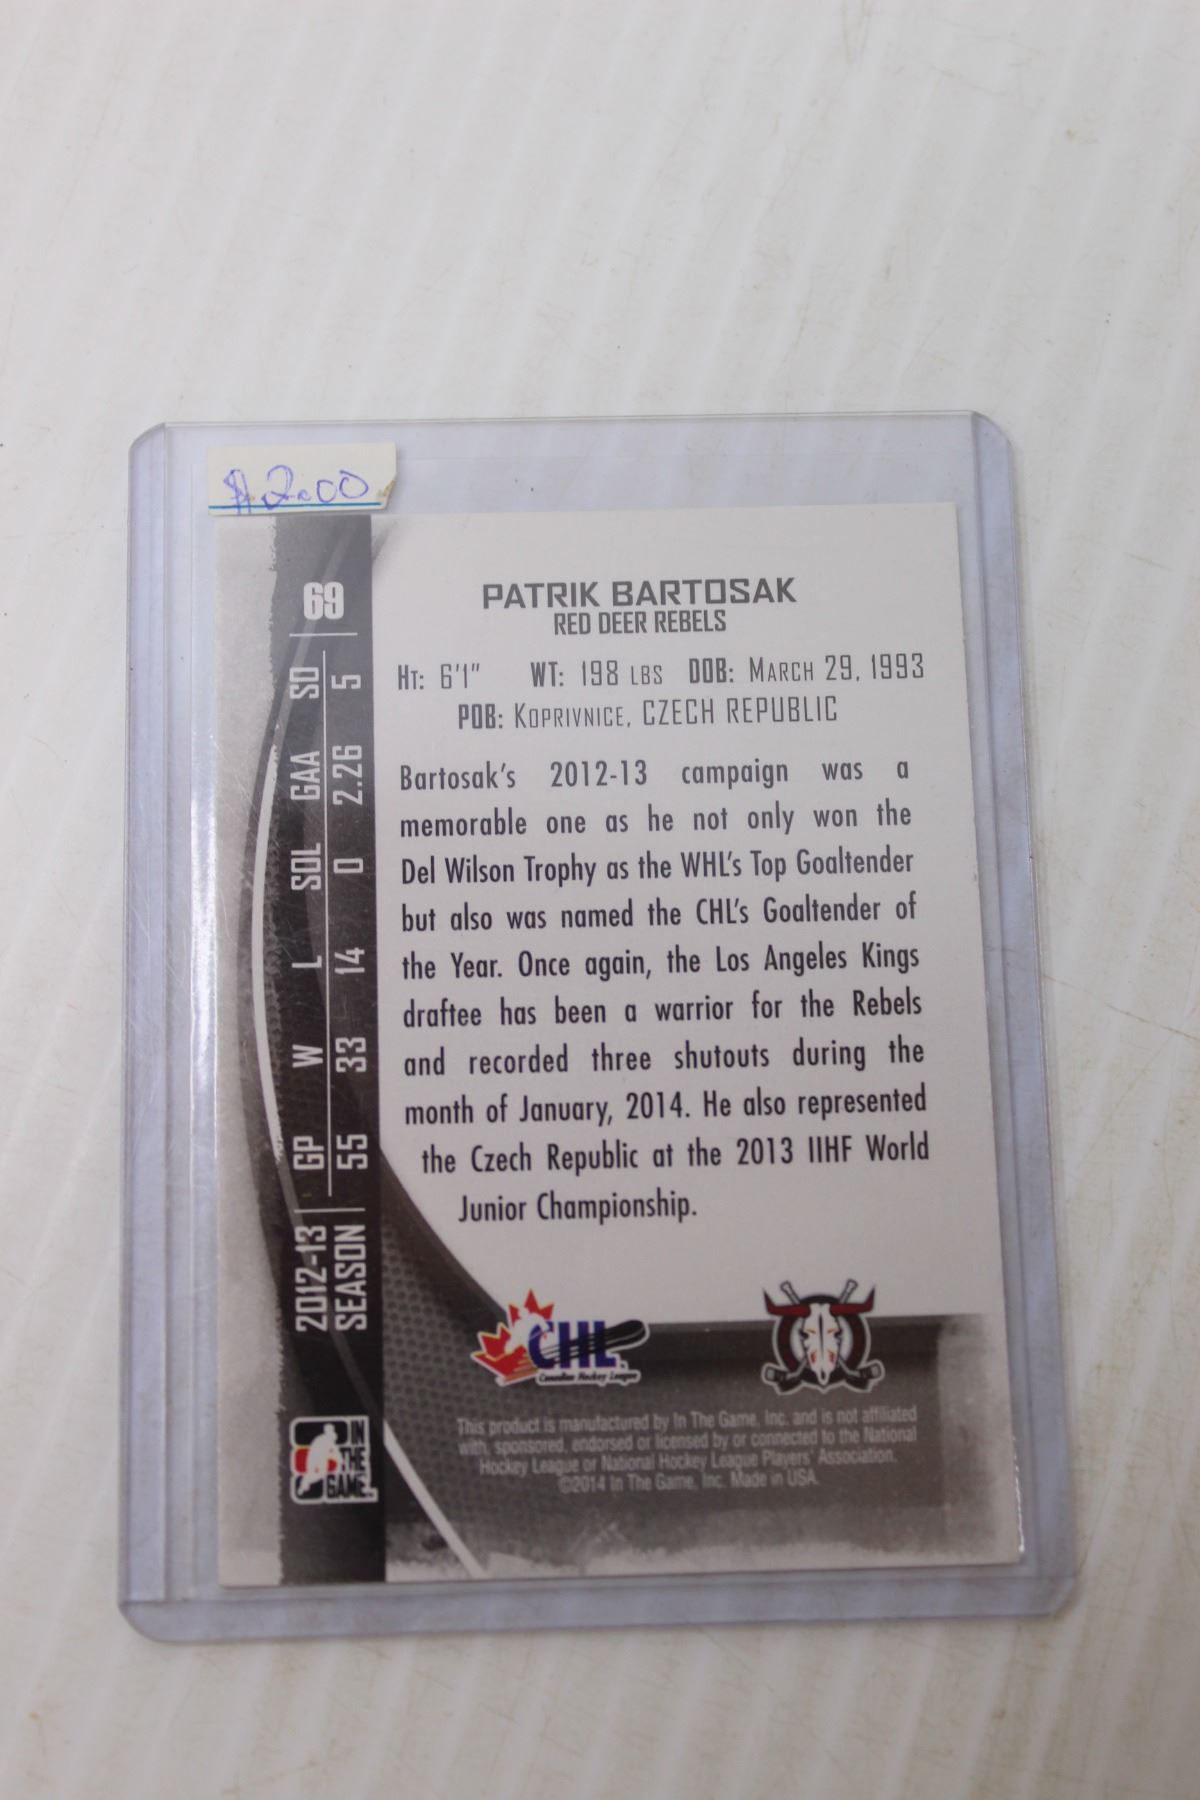 $2.00
PATRIK BARTOSAK
RED DEER REBELS
HT: 6'1" WT: 198 LBS DOB: MARCH 29, 1993
POB: KOPRIVNICE, CZECH REPUBLIC
Bartosak's 2012-13 campaign was a
memorable one as he not only won the
Del Wilson Trophy as the WHL's Top Goaltender
but also was named the CHL's Goaltender of
the Year. Once again, the Los Angeles Kings
draftee has been a warrior for the Rebels
and recorded three shutouts during the
month of January, 2014. He also represented
the Czech Republic at the 2013 IIHF World
Junior Championship.
2012-13 GP W L SOL GAA SO 69
SEASON 55 33 14 0 2.26 5
CHL
Canadian Hockey League
IN
THE
GAME
This product is manufactured by In The Game, Inc. and is not affiliated
with, sponsored, endorsed or licensed by or connected to the National
Hockey League or National Hockey League Players' Association.
©2014 In The Game, Inc. Made in USA.